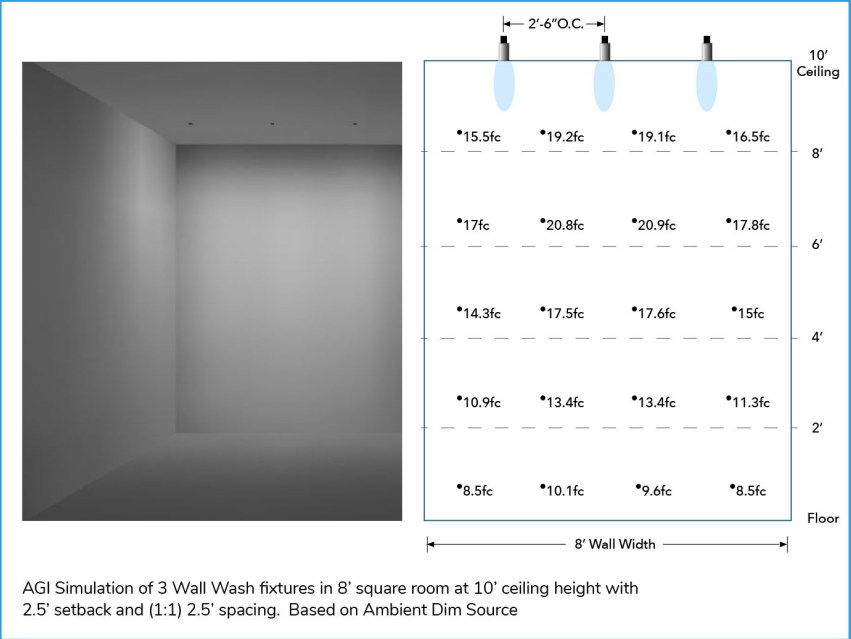 2'-6"O.C.
10'
Ceiling
15.5fc 19.2fc 19.1fc 16.5fc
8'
17fc 20.8fc 20.9fc 17.8fc
6'
14.3fc 17.5fc 17.6fc 15fc
4'
10.9fc 13.4fc 13.4fc 11.3fc
2'
8.5fc 10.1fc 9.6fc 8.5fc
Floor
8' Wall Width
AGI Simulation of 3 Wall Wash fixtures in 8' square room at 10' ceiling height with
2.5' setback and (1:1) 2.5' spacing. Based on Ambient Dim Source